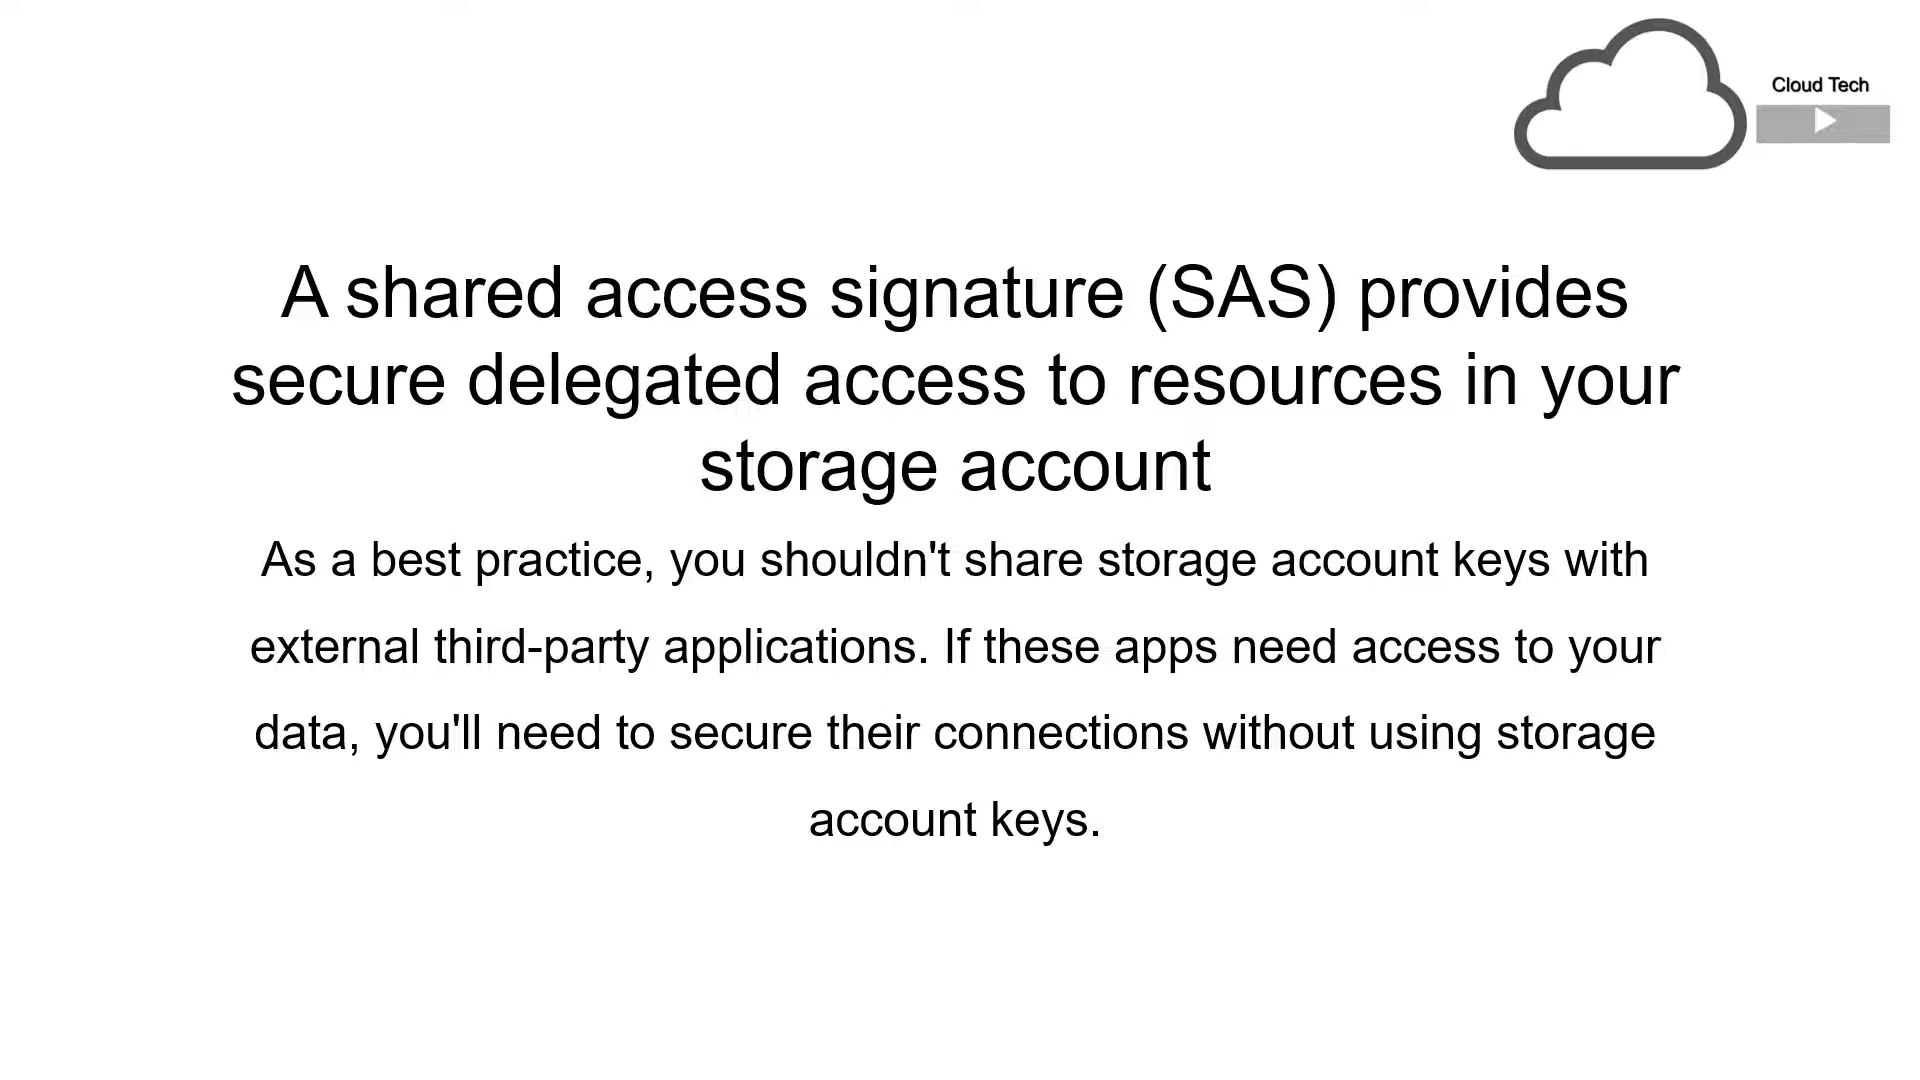 Cloud Tech
A shared access signature (SAS) provides
secure delegated access to resources in your
storage account
As a best practice, you shouldn't share storage account keys with
external third-party applications. If these apps need access to your
data, you'll need to secure their connections without using storage
account keys.